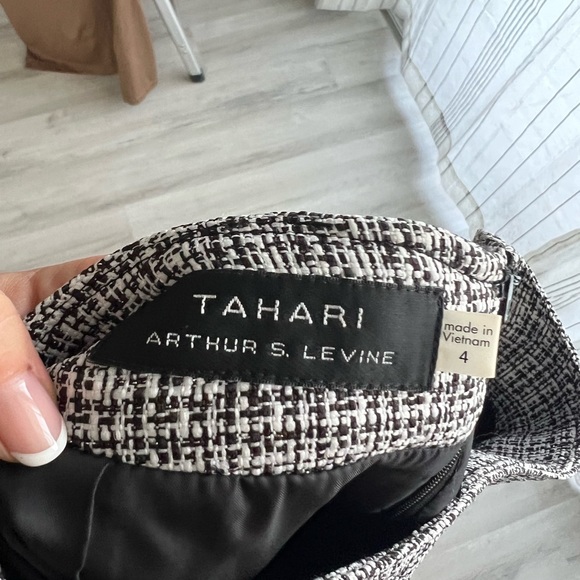 TAHARI
ARTHUR S. LEVINE
made in
Vietnam
4